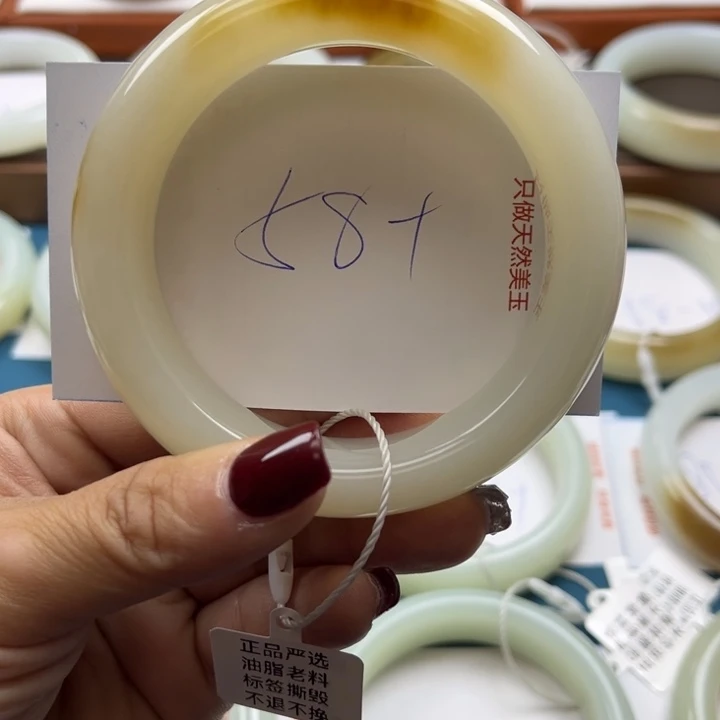 58+
只做天然美玉
正品严选
油脂老料
标签撕毁
不退不换